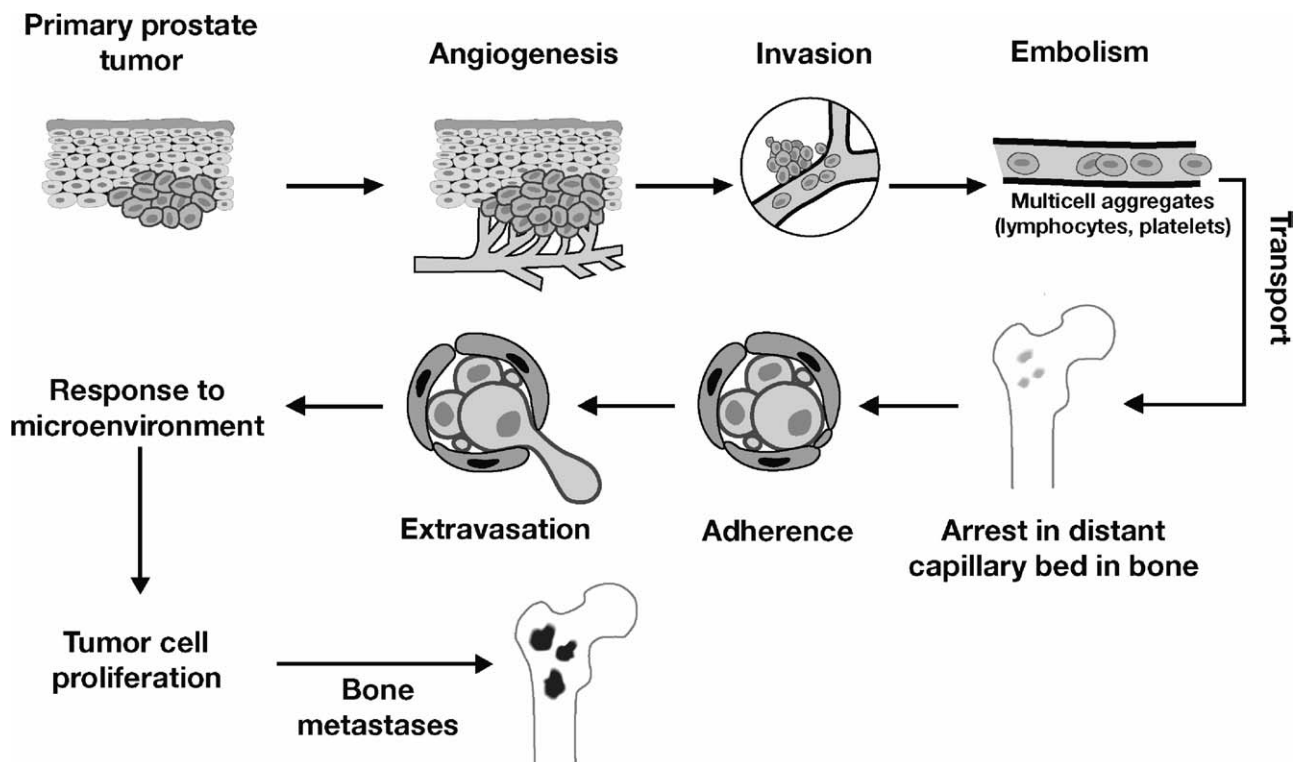 Primary prostate
tumor
Angiogenesis
Invasion
Embolism
Multicell aggregates
(lymphocytes, platelets)
Transport
Arrest in distant
capillary bed in bone
Adherence
Extravasation
Response to
microenvironment
Tumor cell
proliferation
Bone
metastases